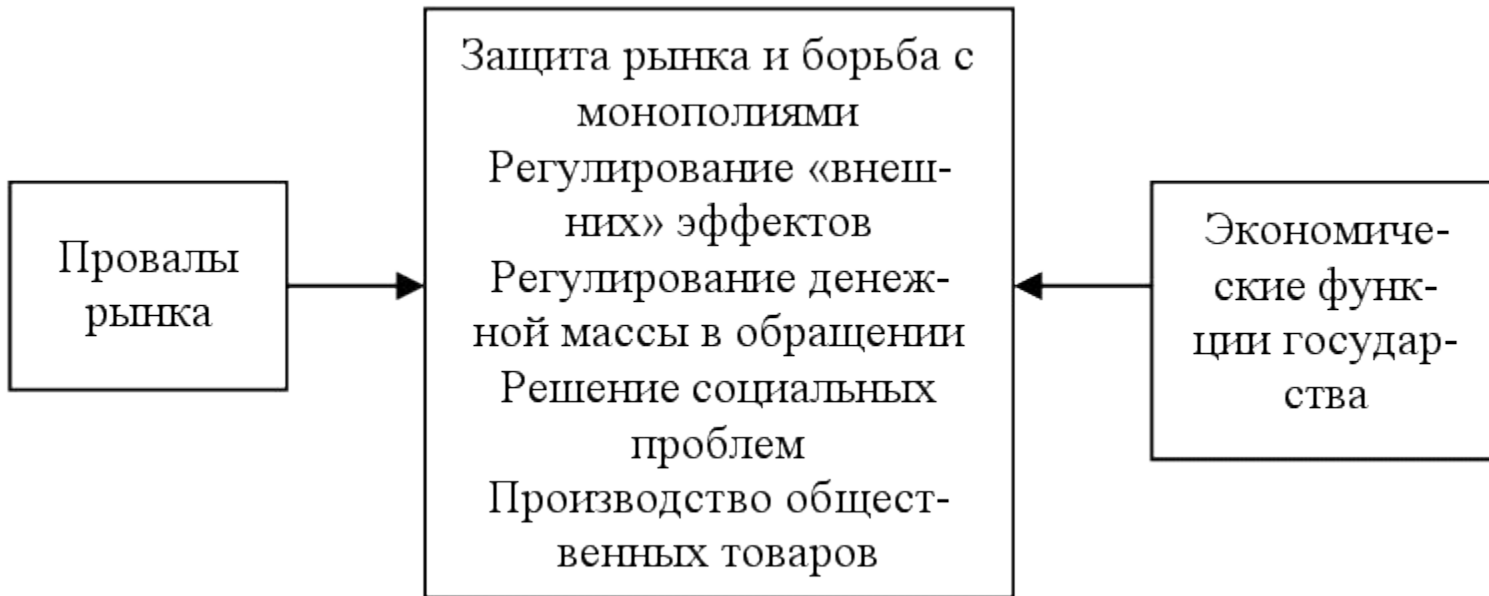 Провалы
рынка
Защита рынка и борьба с
монополиями
Регулирование «внеш-
них» эффектов
Регулирование денеж-
ной массы в обращении
Решение социальных
проблем
Производство общест-
венных товаров
Экономиче-
ские функ-
ции государ-
ства